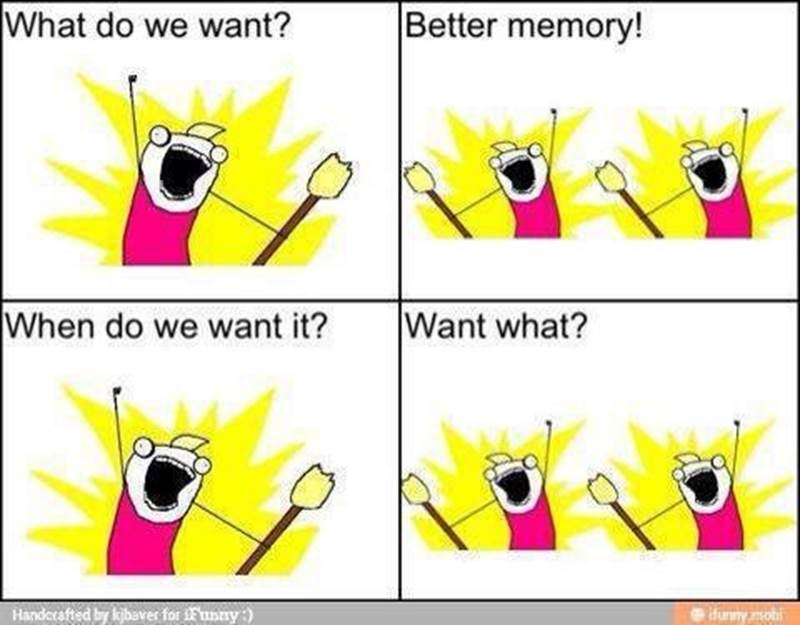 What do we want?
Better memory!
When do we want it?
Want what?
Handcrafted by kjbaver for iFunny :)
ifunny.mobi